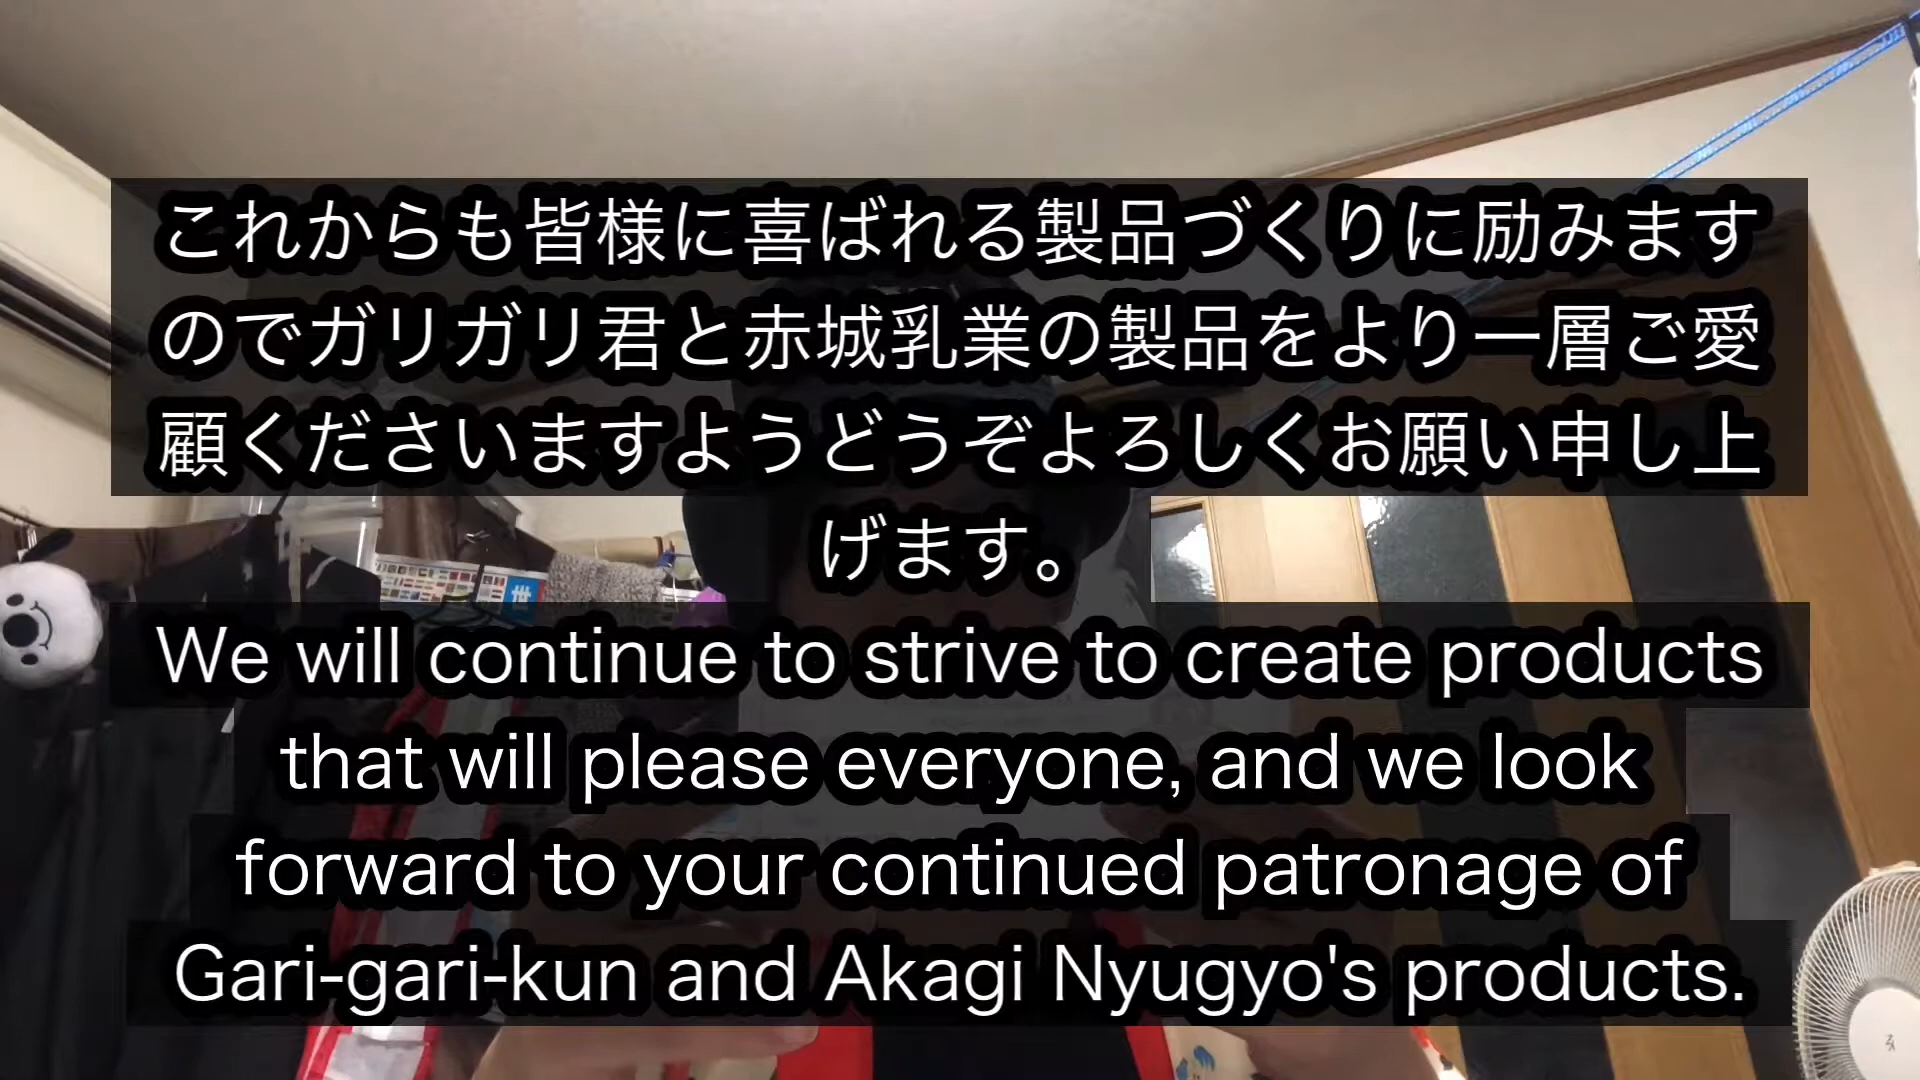 これからも皆様に喜ばれる製品づくりに励みます
のでガリガリ君と赤城乳業の製品をより一層ご愛
顧くださいますようどうぞよろしくお願い申し上
げます。
We will continue to strive to create products
that will please everyone, and we look
forward to your continued patronage of
Gari-gari-kun and Akagi Nyugyo's products.
世